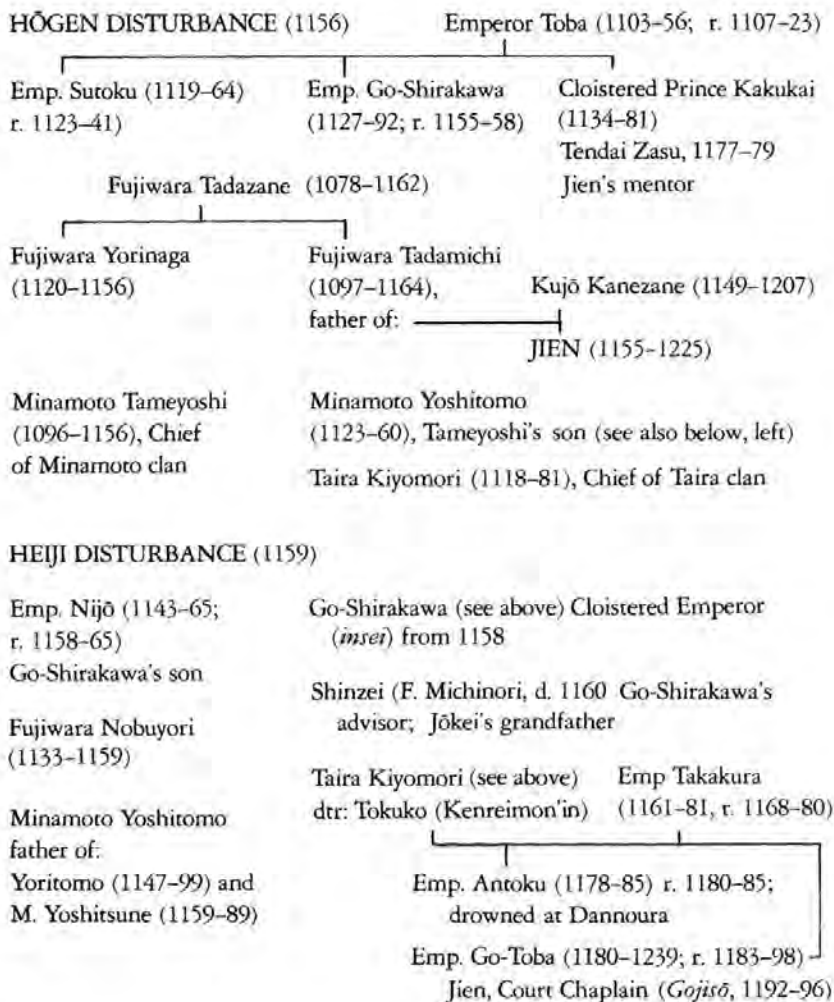 HŌGEN DISTURBANCE (1156)
Emperor Toba (1103–56; r. 1107–23)
Emp. Sutoku (1119–64)
r. 1123–41)
Emp. Go-Shirakawa
(1127–92; r. 1155–58)
Cloistered Prince Kakukai
(1134–81)
Tendai Zasu, 1177–79
Jien's mentor
Fujiwara Tadazane (1078–1162)
Fujiwara Yorinaga
(1120–1156)
Fujiwara Tadamichi
(1097–1164),
father of:
Kujō Kanezane (1149–1207)
JIEN (1155–1225)
Minamoto Tameyoshi
(1096–1156), Chief
of Minamoto clan
Minamoto Yoshitomo
(1123–60), Tameyoshi's son (see also below, left)
Taira Kiyomori (1118–81), Chief of Taira clan
HEIJI DISTURBANCE (1159)
Emp. Nijō (1143–65;
r. 1158–65)
Go-Shirakawa's son
Go-Shirakawa (see above) Cloistered Emperor
(insei) from 1158
Shinzei (F. Michinori, d. 1160 Go-Shirakawa's
advisor; Jōkei's grandfather
Fujiwara Nobuyori
(1133–1159)
Taira Kiyomori (see above)
dtr: Tokuko (Kenreimon'in)
Emp Takakura
(1161–81, r. 1168–80)
Minamoto Yoshitomo
father of:
Yoritomo (1147–99) and
M. Yoshitsune (1159–89)
Emp. Antoku (1178–85) r. 1180–85;
drowned at Dannoura
Emp. Go-Toba (1180–1239; r. 1183–98)
Jien, Court Chaplain (Gojisō, 1192–96)